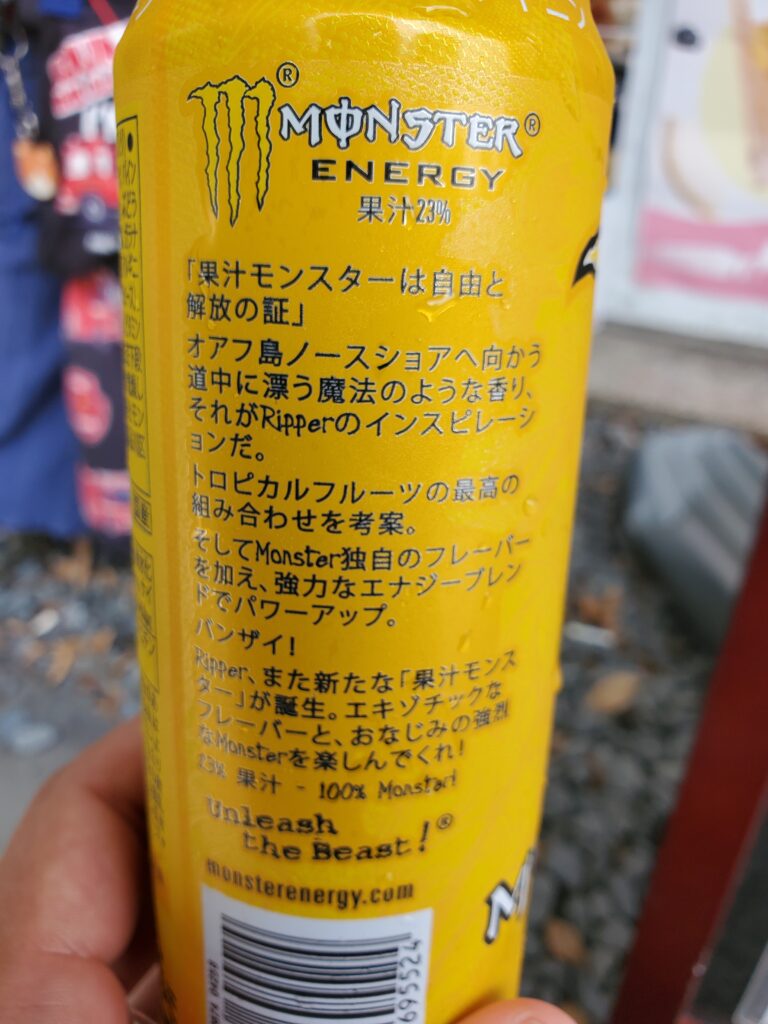 MONSTER®
ENERGY
果汁23%
「果汁モンスターは自由と
解放の証」
オアフ島ノースショアへ向かう
道中に漂う魔法のような香り、
それがRipperのインスピレーシ
ョンだ。
トロピカルフルーツの最高の
組み合わせを考案。
そしてMonster独自のフレーバー
を加え、強力なエナジーブレン
ドでパワーアップ。
バンザイ!
Ripper、また新たな「果汁モンス
ター」が誕生。エキゾチックな
フレーバーと、おなじみの強烈
なMonsterを楽しんでくれ!
23% 果汁 - 100% Monster!
Unleash
the Beast!®
monsterenergy.com
695524